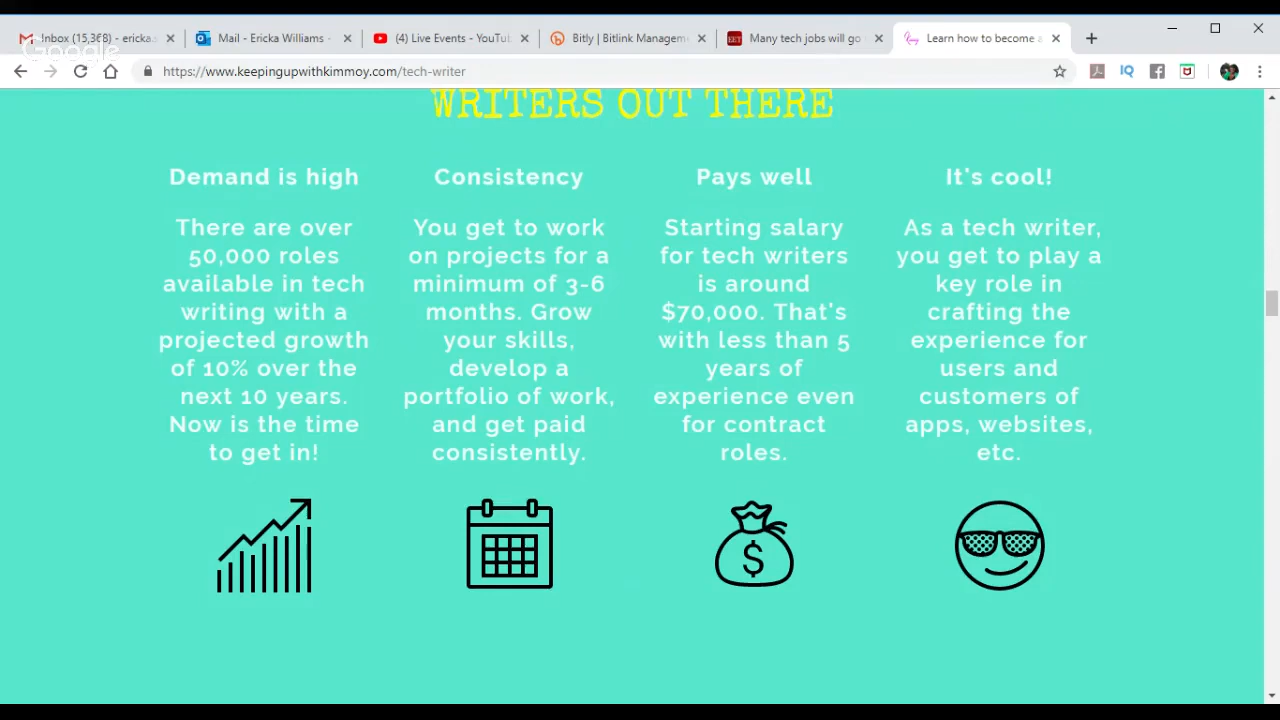 Inbox (15,368) - ericka.s
Mail - Ericka Williams -
(4) Live Events - YouTub
Bitly | Bitlink Manageme
Many tech jobs will go
Learn how to become a
Google
https://www.keepingupwithkimmoy.com/tech-writer
IQ
WRITERS OUT THERE
Demand is high
There are over
50,000 roles
available in tech
writing with a
projected growth
of 10% over the
next 10 years.
Now is the time
to get in!
Consistency
You get to work
on projects for a
minimum of 3-6
months. Grow
your skills,
develop a
portfolio of work,
and get paid
consistently.
Pays well
Starting salary
for tech writers
is around
$70,000. That's
with less than 5
years of
experience even
for contract
roles.
It's cool!
As a tech writer,
you get to play a
key role in
crafting the
experience for
users and
customers of
apps, websites,
etc.
$